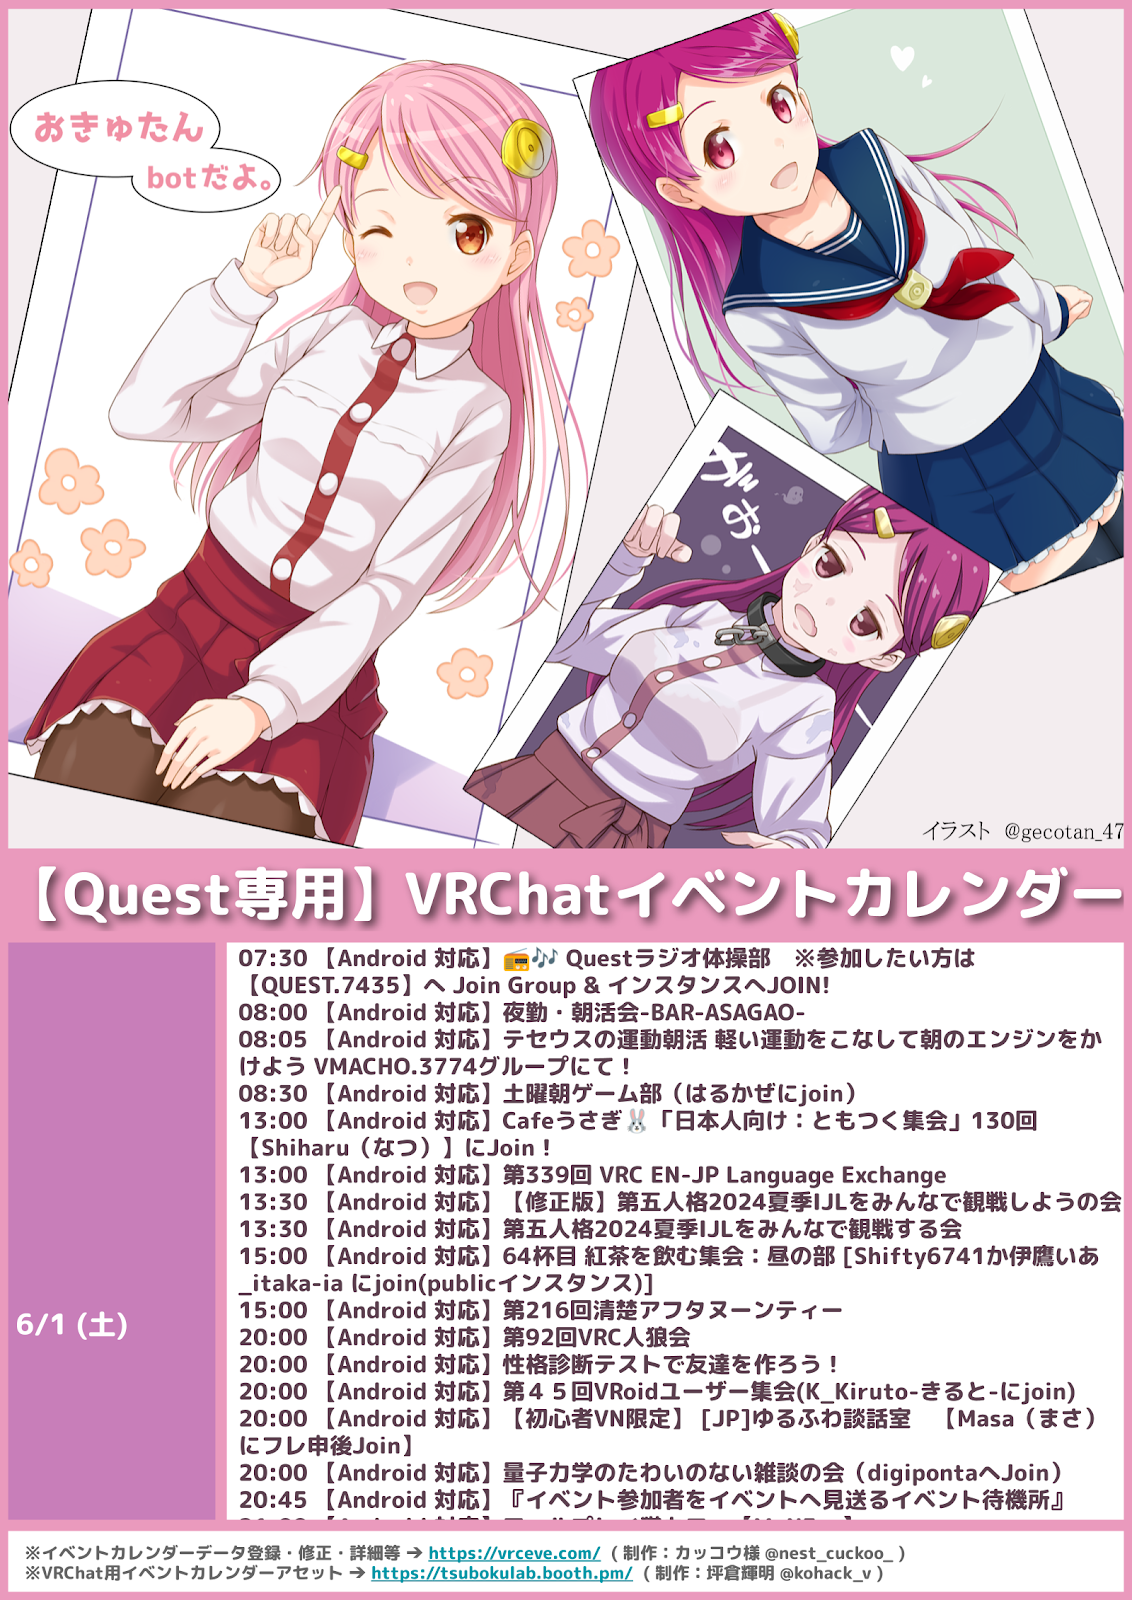 おきゅたん
botだよ。
がおー
イラスト @gecotan_47
【Quest専用】VRChatイベントカレンダー
6/1 (土)
07:30 【Android 対応】📻🎶 Questラジオ体操部　※参加したい方は
【QUEST.7435】へ Join Group & インスタンスへJOIN!
08:00 【Android 対応】夜勤・朝活会-BAR-ASAGAO-
08:05 【Android 対応】テセウスの運動朝活 軽い運動をこなして朝のエンジンをか
けよう VMACHO.3774グループにて！
08:30 【Android 対応】土曜朝ゲーム部（はるかぜにjoin）
13:00 【Android 対応】Cafeうさぎ🐰「日本人向け：ともつく集会」130回
【Shiharu（なつ）】にJoin！
13:00 【Android 対応】第339回 VRC EN-JP Language Exchange
13:30 【Android 対応】【修正版】第五人格2024夏季IJLをみんなで観戦しようの会
13:30 【Android 対応】第五人格2024夏季IJLをみんなで観戦する会
15:00 【Android 対応】64杯目 紅茶を飲む集会：昼の部 [Shifty6741か伊鷹いあ
_itaka-ia にjoin(publicインスタンス)]
15:00 【Android 対応】第216回清楚アフタヌーンティー
20:00 【Android 対応】第92回VRC人狼会
20:00 【Android 対応】性格診断テストで友達を作ろう！
20:00 【Android 対応】第４５回VRoidユーザー集会(K_Kiruto-きると-にjoin)
20:00 【Android 対応】【初心者VN限定】 [JP]ゆるふわ談話室　【Masa（まさ）
にフレ申後Join】
20:00 【Android 対応】量子力学のたわいのない雑談の会（digipontaへJoin）
20:45 【Android 対応】『イベント参加者をイベントへ見送るイベント待機所』
※イベントカレンダーデータ登録・修正・詳細等 ➔ https://vrceve.com/ ( 制作：カッコウ様 @nest_cuckoo_ )
※VRChat用イベントカレンダーアセット ➔ https://tsubokulab.booth.pm/ ( 制作：坪倉輝明 @kohack_v )